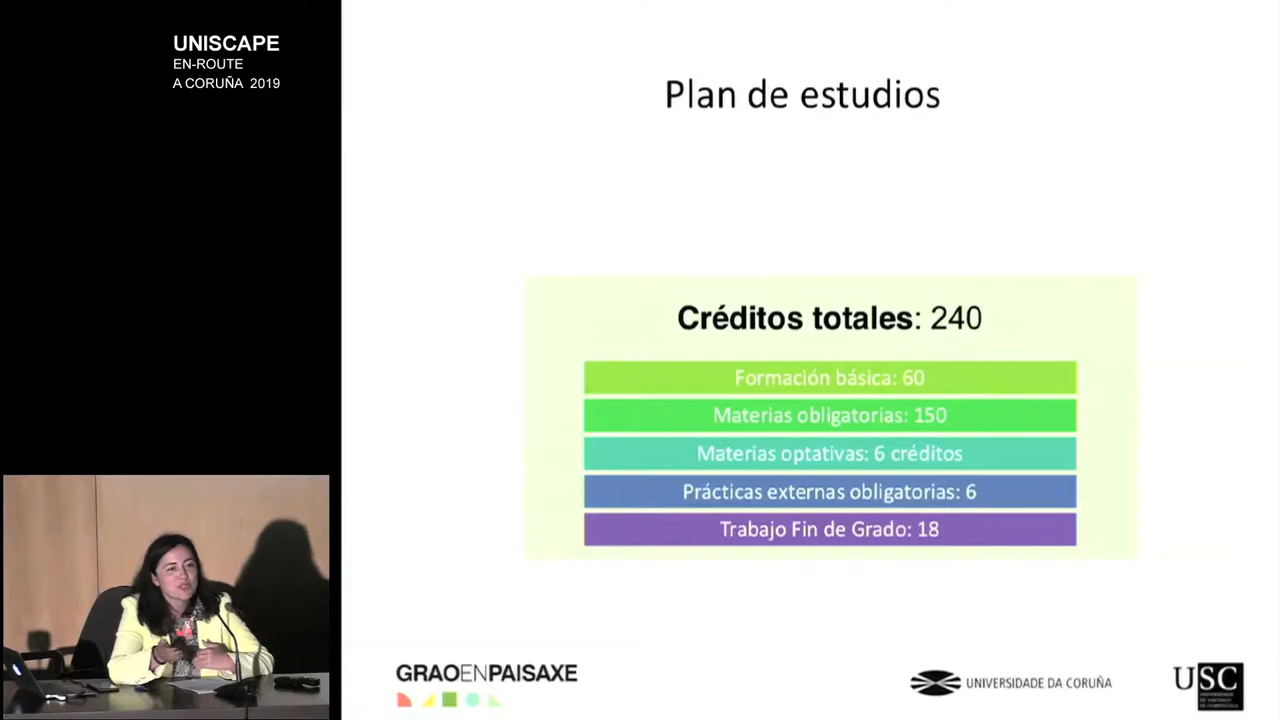 UNISCAPE
EN-ROUTE
A CORUÑA 2019
Plan de estudios
Créditos totales: 240
Formación básica: 60
Materias obligatorias: 150
Materias optativas: 6 créditos
Prácticas externas obligatorias: 6
Trabajo Fin de Grado: 18
GRAOENPAISAXE
UNIVERSIDADE DA CORUÑA
USC